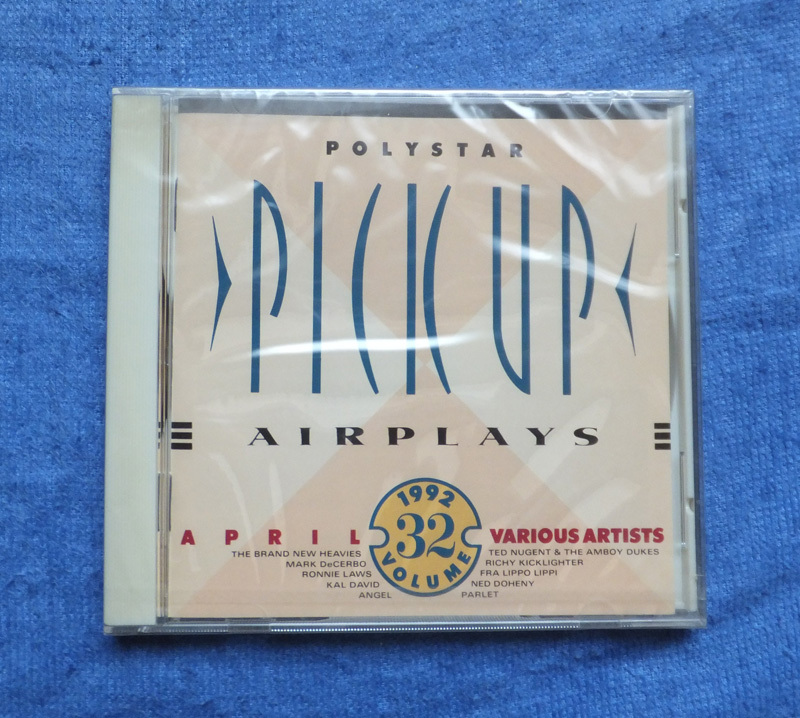 POLYSTAR
PICK UP
AIRPLAYS
1992
32
VOLUME
APRIL
VARIOUS ARTISTS
THE BRAND NEW HEAVIES
MARK DeCERBO
RONNIE LAWS
KAL DAVID
ANGEL
TED NUGENT & THE AMBOY DUKES
RICHY KICKLIGHTER
FRA LIPPO LIPPI
NED DOHENY
PARLET